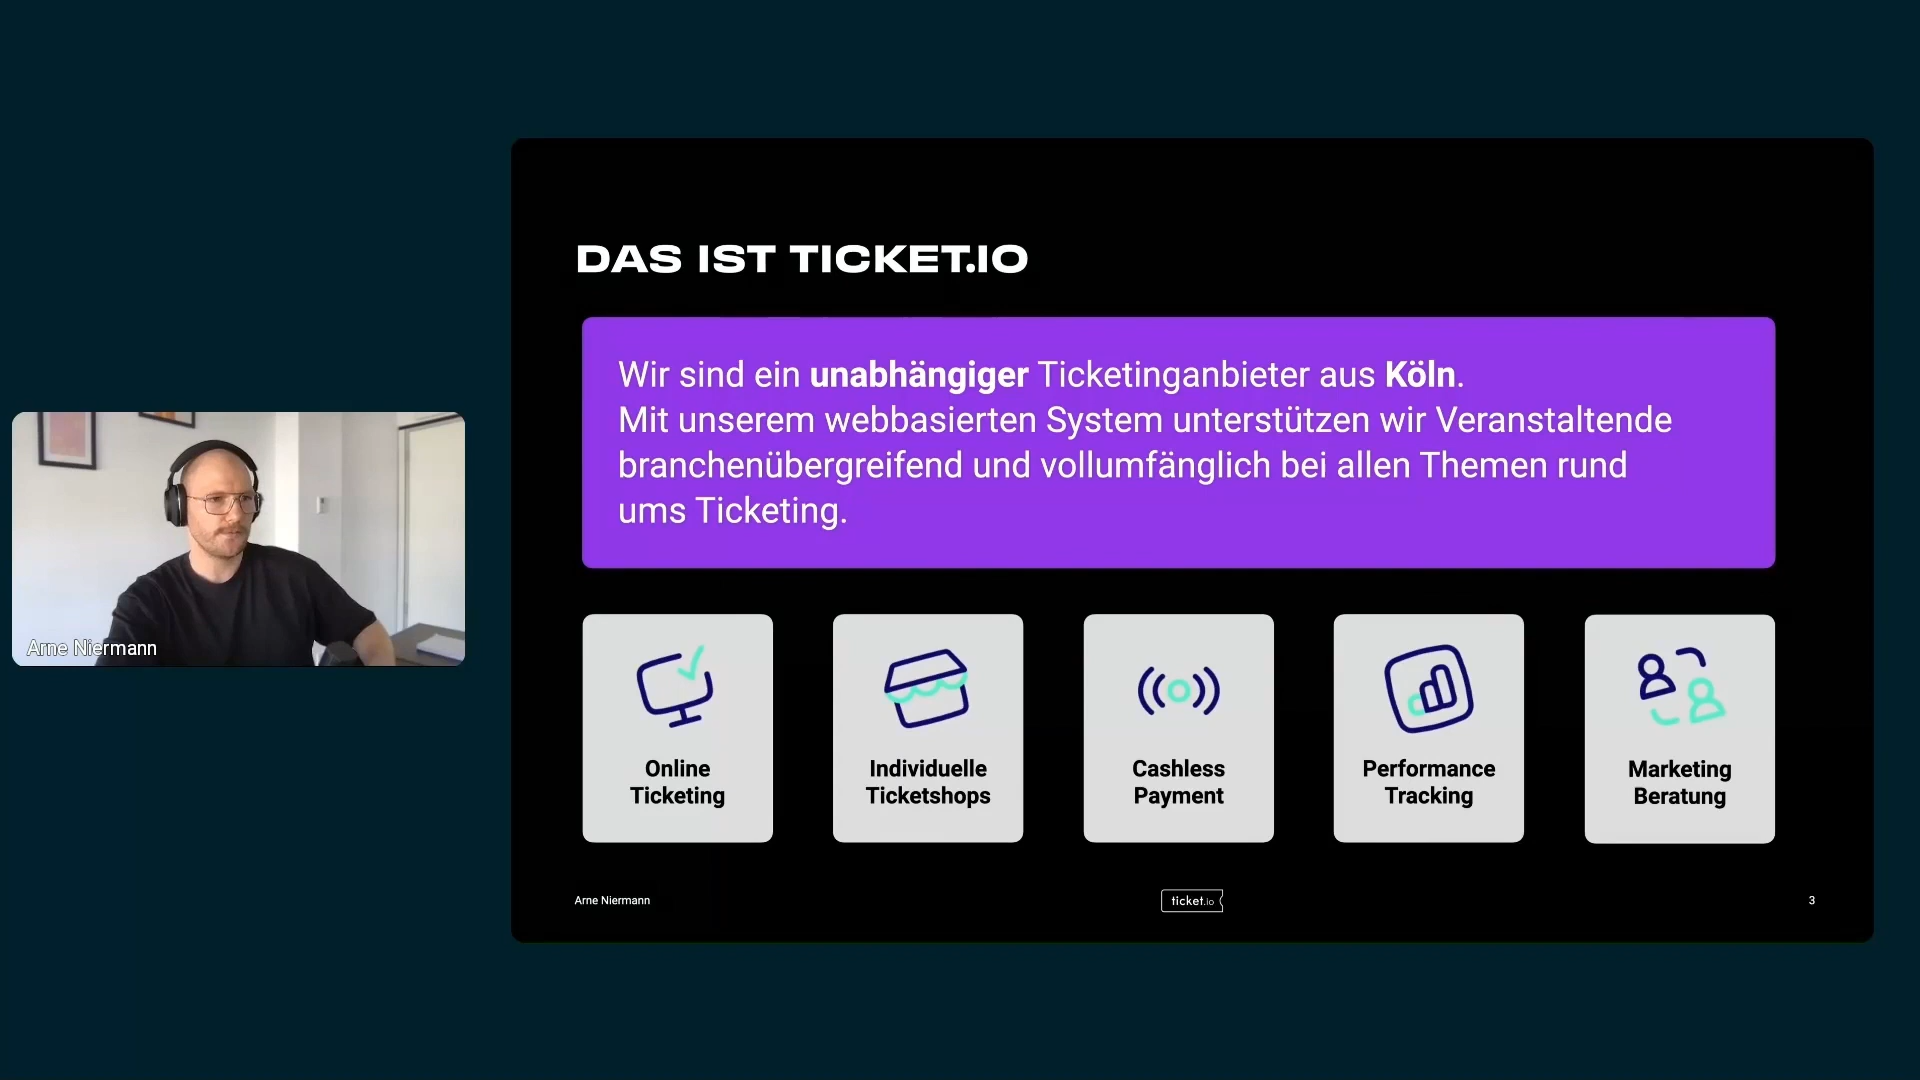 Arne Niermann
DAS IST TICKET.IO
Wir sind ein unabhängiger Ticketinganbieter aus Köln.
Mit unserem webbasierten System unterstützen wir Veranstaltende
branchenübergreifend und vollumfänglich bei allen Themen rund
ums Ticketing.
Online
Ticketing
Individuelle
Ticketshops
Cashless
Payment
Performance
Tracking
Marketing
Beratung
Arne Niermann
ticket.io
3